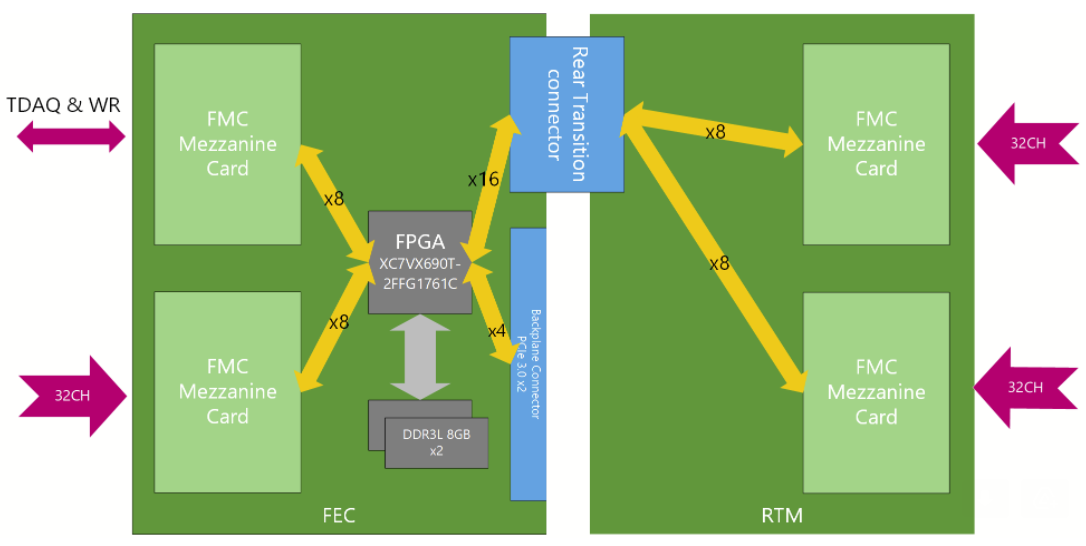 TDAQ & WR
FMC
Mezzanine
Card
x8
FPGA
XC7VX690T-
2FFG1761C
x8
FMC
Mezzanine
Card
32CH
DDR3L 8GB
x2
x16
x4
Rear Transition
connector
Backplane Connector
PCIe 3.0 x2
FEC
x8
x8
FMC
Mezzanine
Card
32CH
FMC
Mezzanine
Card
32CH
RTM